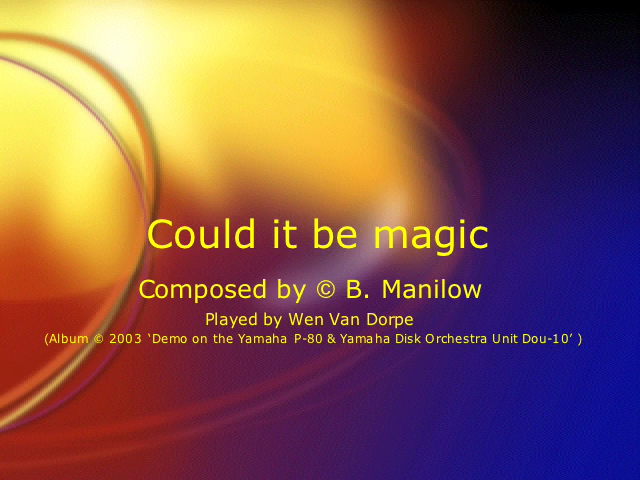 Could it be magic
Composed by © B. Manilow
Played by Wen Van Dorpe
(Album © 2003 ‘Demo on the Yamaha P-80 & Yamaha Disk Orchestra Unit Dou-10’ )